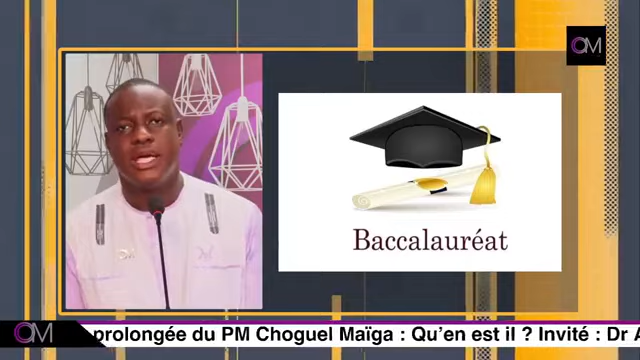 OM
Baccalauréat
OM
prolongée du PM Choguel Maïga : Qu'en est il ? Invité : Dr A